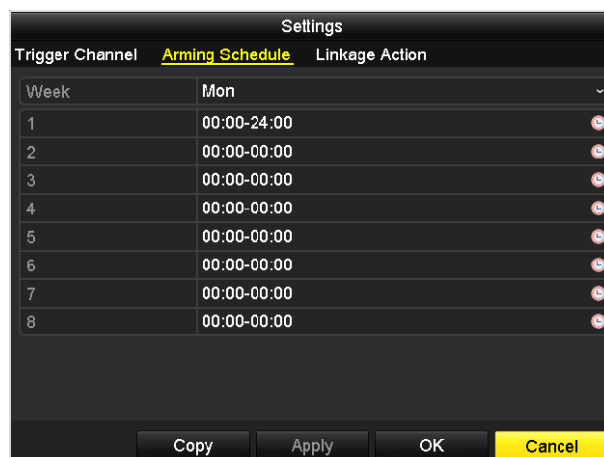 Settings
Trigger Channel Arming Schedule Linkage Action
Week Mon
1 00:00-24:00
2 00:00-00:00
3 00:00-00:00
4 00:00-00:00
5 00:00-00:00
6 00:00-00:00
7 00:00-00:00
8 00:00-00:00
Copy Apply OK Cancel